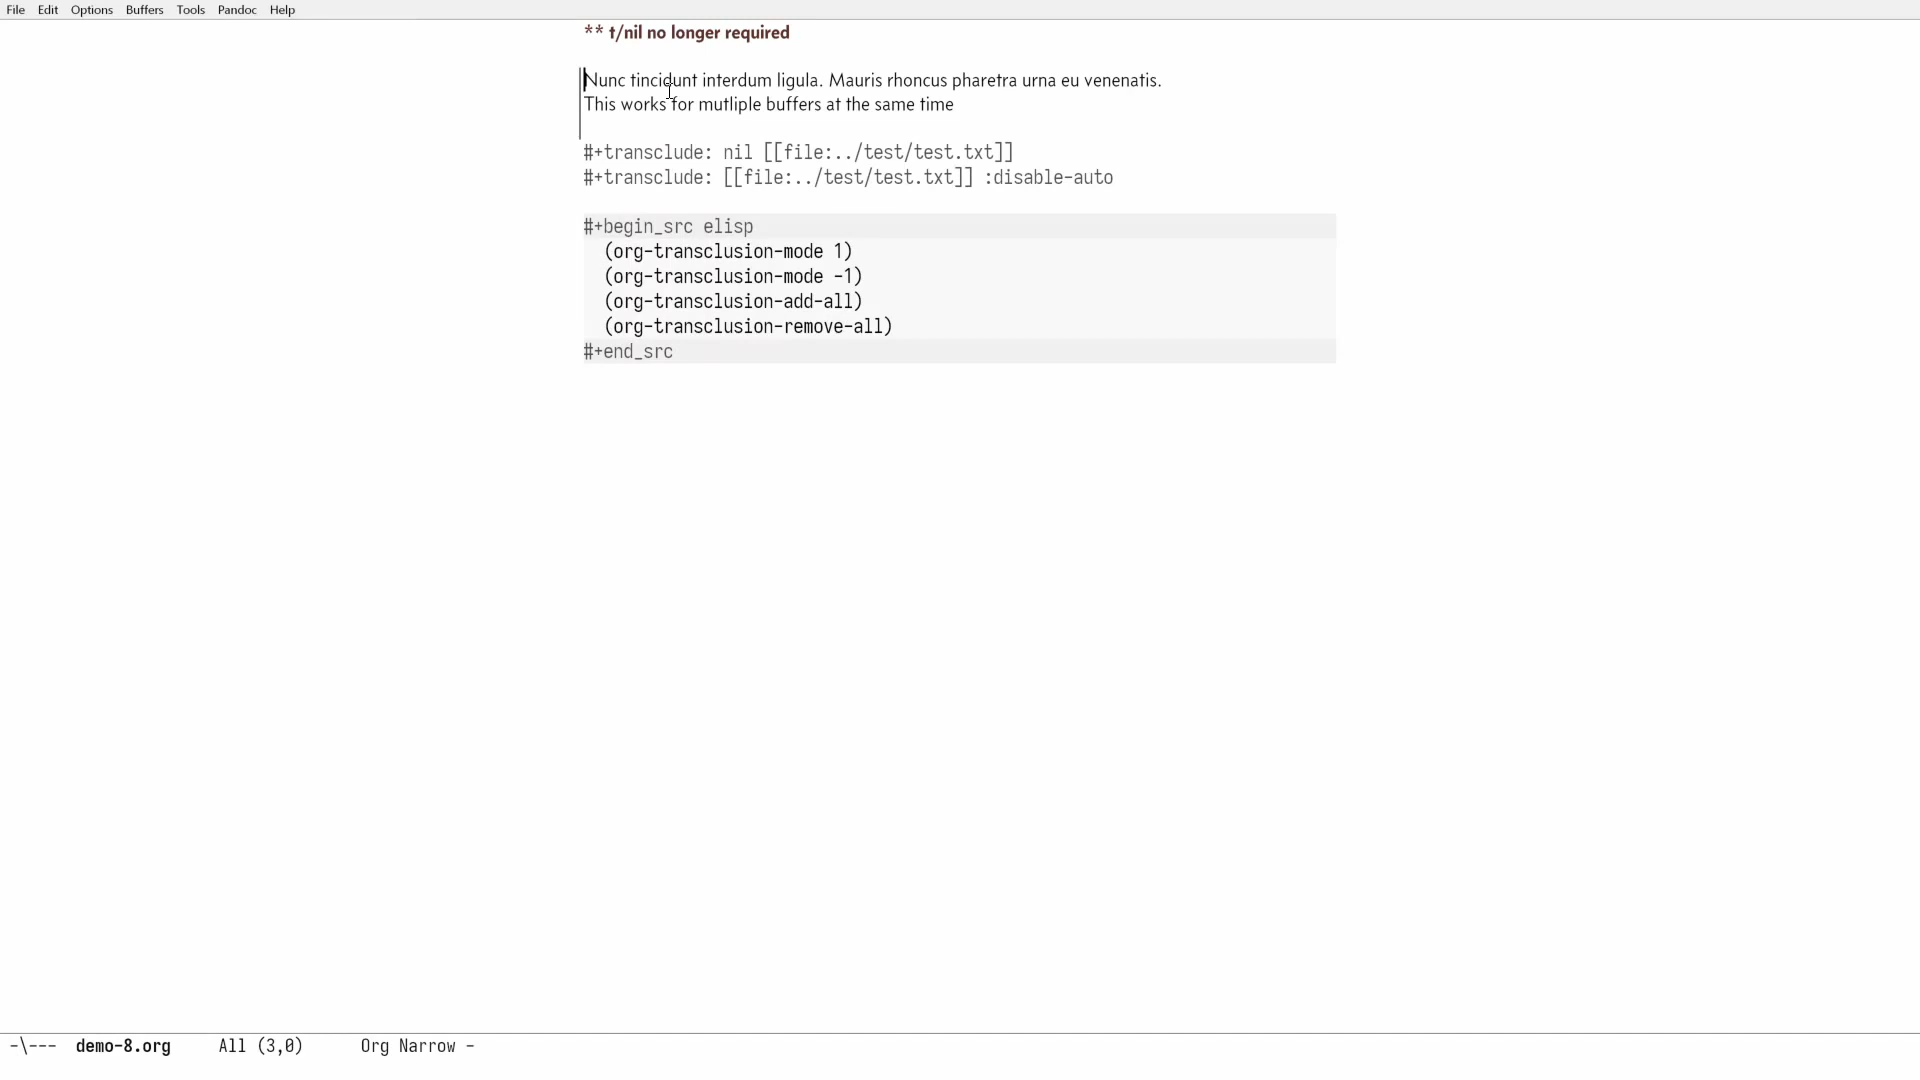 File Edit Options Buffers Tools Pandoc Help
** t/nil no longer required
Nunc tincidunt interdum ligula. Mauris rhoncus pharetra urna eu venenatis.
This works for mutliple buffers at the same time
#+transclude: nil [[file:../test/test.txt]]
#+transclude: [[file:../test/test.txt]] :disable-auto
#+begin_src elisp
(org-transclusion-mode 1)
(org-transclusion-mode -1)
(org-transclusion-add-all)
(org-transclusion-remove-all)
#+end_src
-\--- demo-8.org All (3,0) Org Narrow -